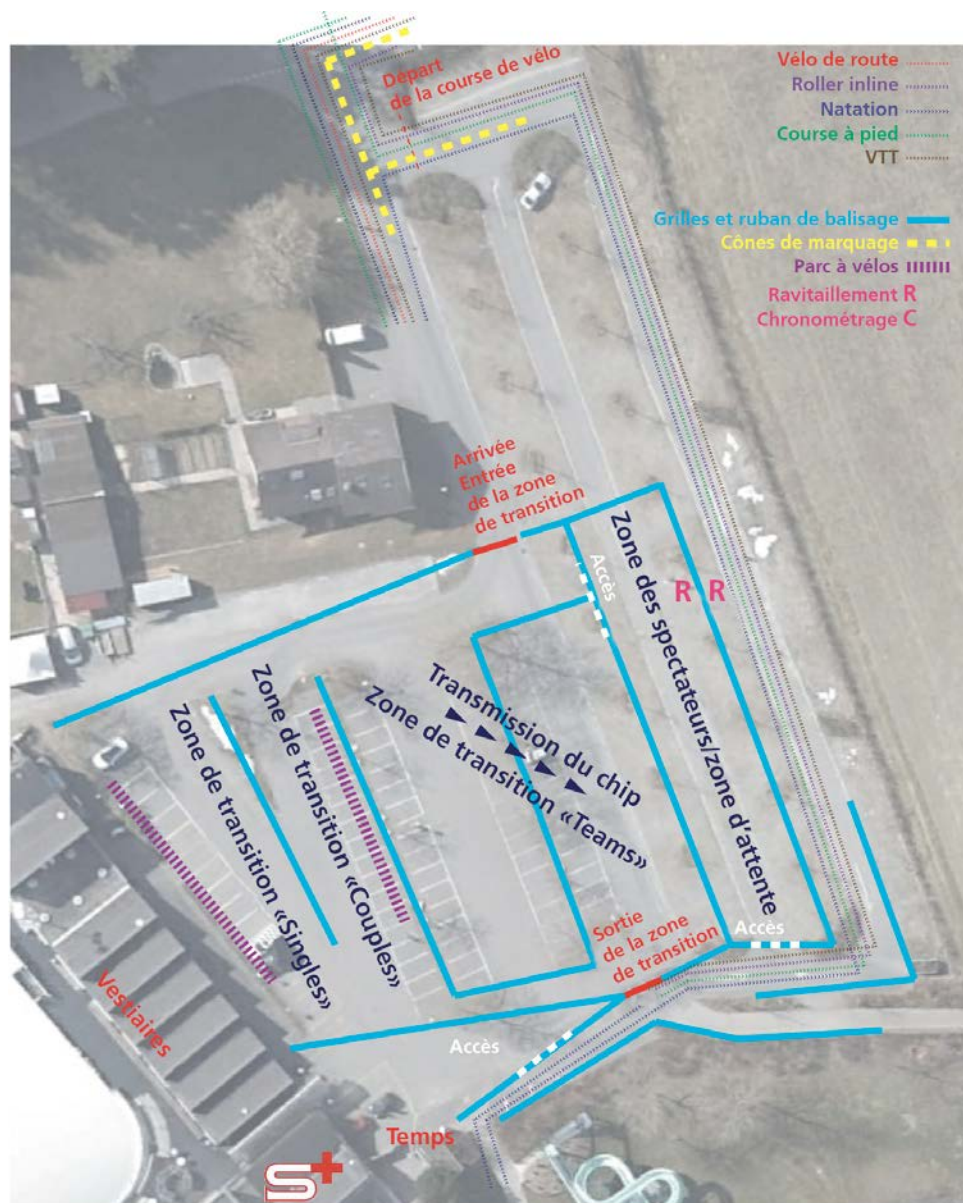 Départ
de la course de vélo
Vélo de route
Roller inline
Natation
Course à pied
VTT
Grilles et ruban de balisage
Cônes de marquage
Parc à vélos
Ravitaillement R
Chronométrage C
Arrivée
Entrée
de la zone
de transition
Accès
Zone des spectateurs/zone d'attente
R R
Transmission du chip
Zone de transition «Teams»
Zone de transition «Couples»
Zone de transition «Singles»
Sortie
de la zone
de transition
Accès
Vestiaires
Accès
Temps
S+